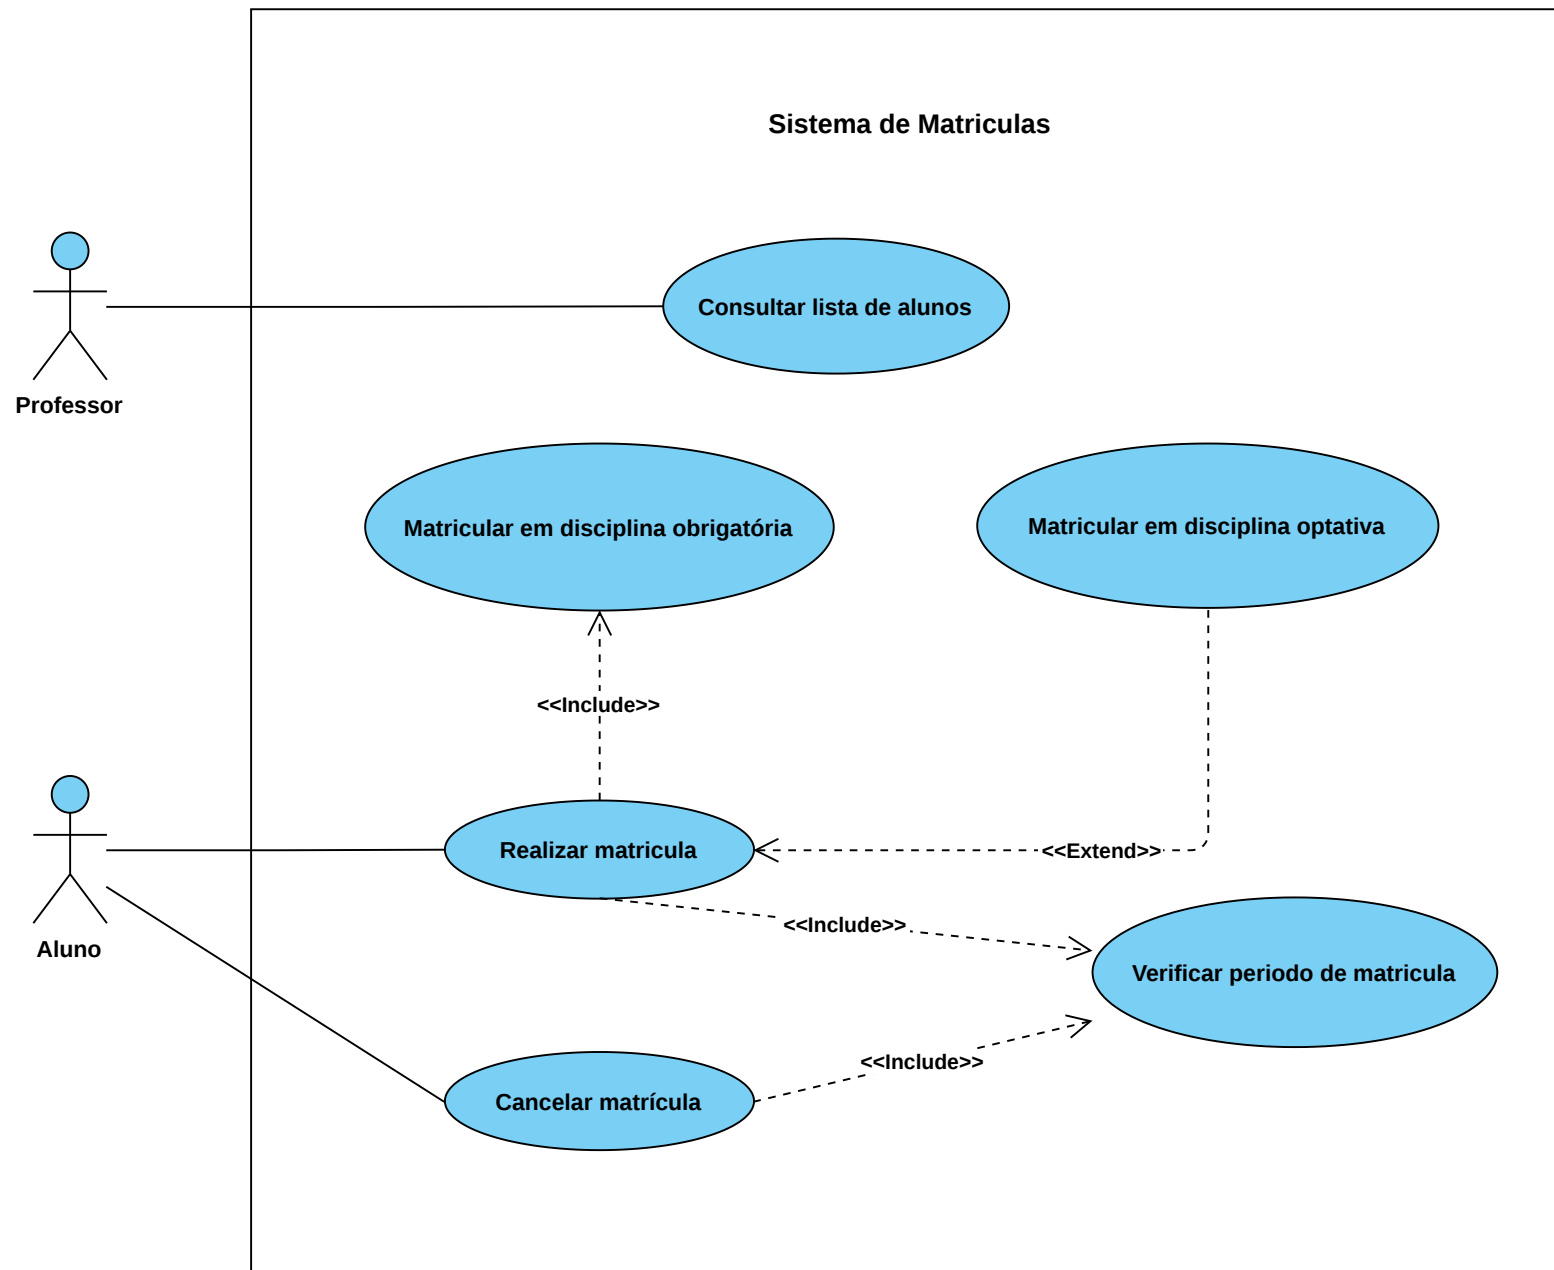 Sistema de Matriculas
Consultar lista de alunos
Professor
Matricular em disciplina obrigatória
Matricular em disciplina optativa
<<Include>>
Realizar matricula
<<Extend>>
<<Include>>
Aluno
Verificar periodo de matricula
<<Include>>
Cancelar matrícula